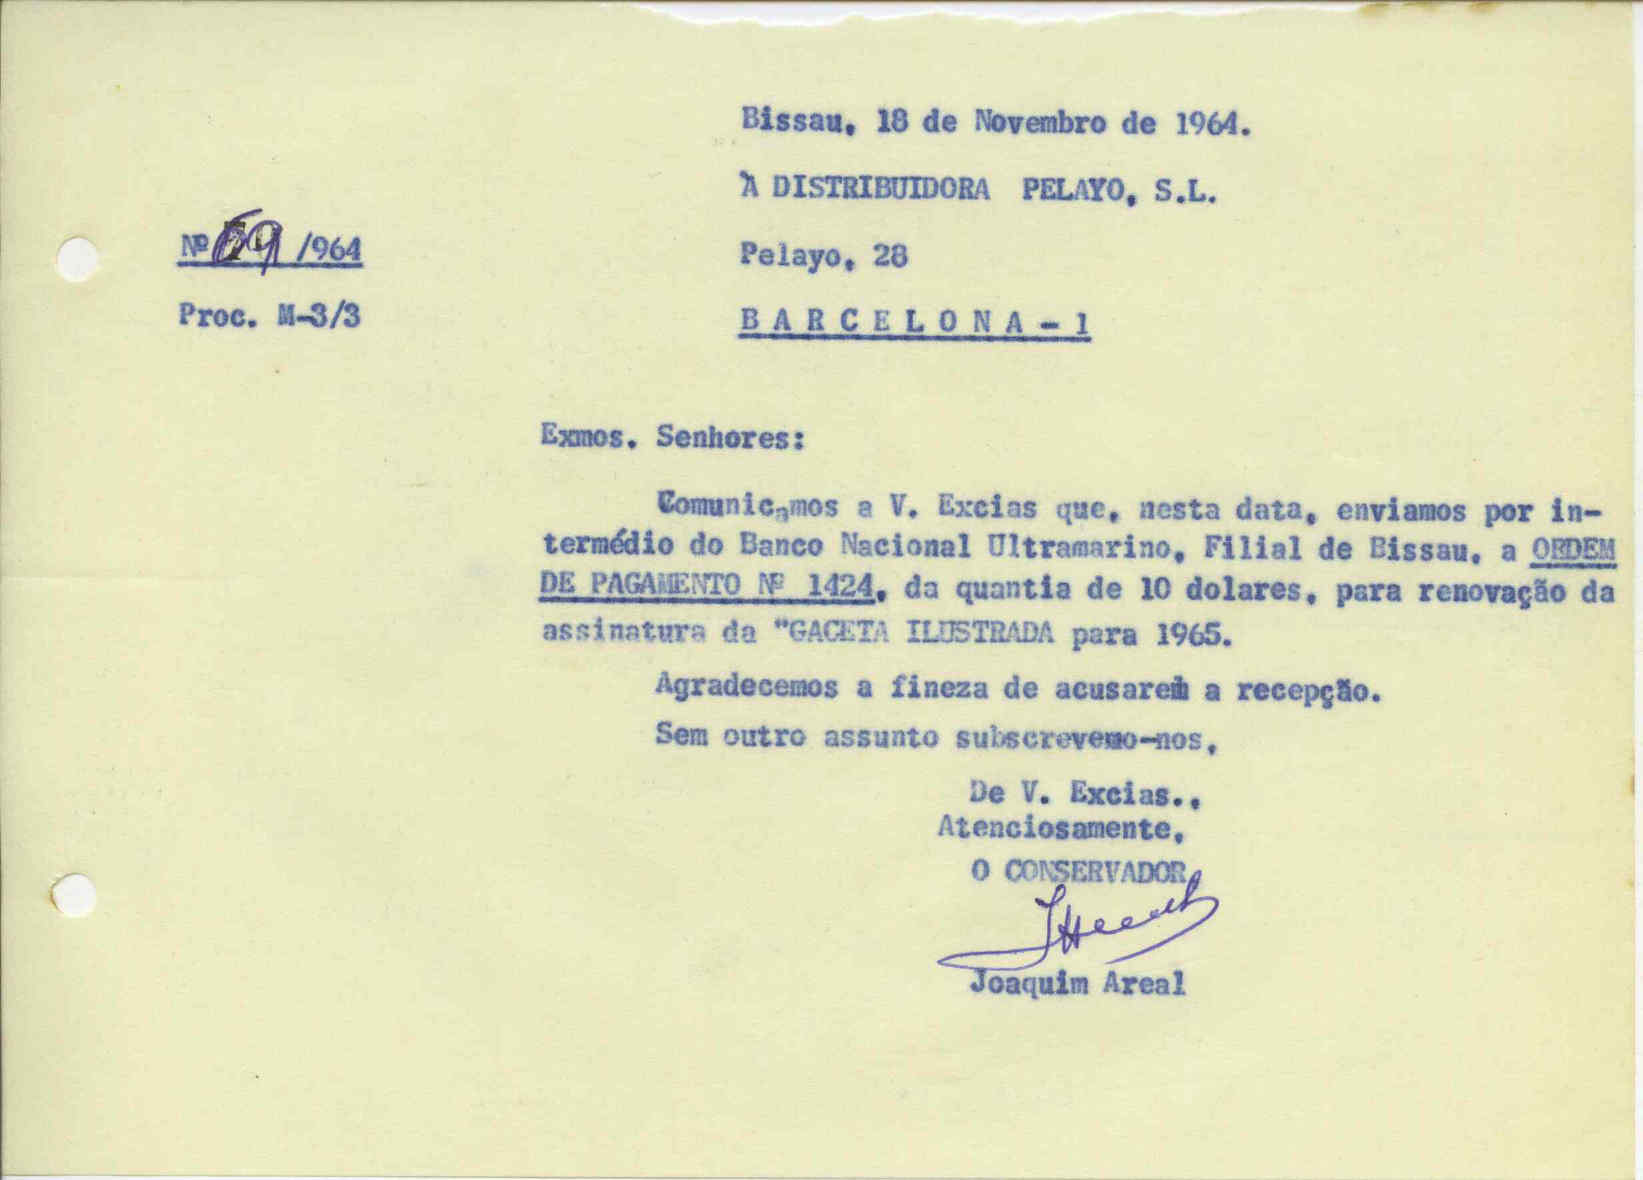 Bissau, 18 de Novembro de 1964.
À DISTRIBUIDORA PELAYO, S.L.
Nº 69 /964
Pelayo, 28
Proc. M-3/3
BARCELONA-1
Exmos. Senhores:
Comunicamos a V. Excias que, nesta data, enviamos por in-
termédio do Banco Nacional Ultramarino, Filial de Bissau, a ORDEM
DE PAGAMENTO Nº 1424, da quantia de 10 dolares, para renovação da
assinatura da "GACETA ILUSTRADA para 1965.
Agradecemos a fineza de acusarem a recepção.
Sem outro assunto subscrevemo-nos,
De V. Excias.,
Atenciosamente,
O CONSERVADOR,
Joaquim Areal